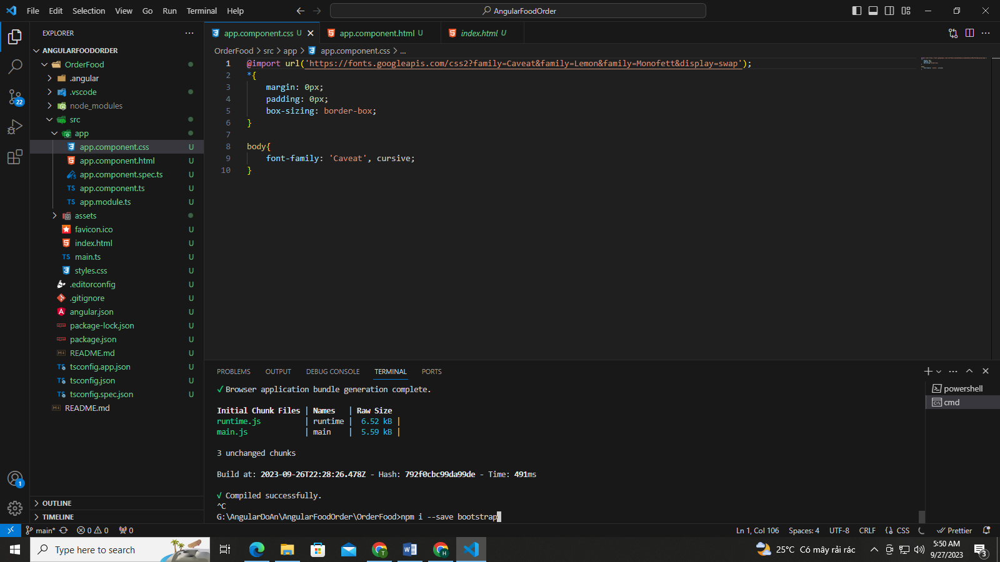 File Edit Selection View Go Run Terminal Help
AngularFoodOrder
EXPLORER
ANGULARFOODORDER
OrderFood
.angular
.vscode
node_modules
src
app
app.component.css U
app.component.html U
app.component.spec.ts U
TS app.component.ts U
TS app.module.ts U
assets
favicon.ico U
index.html U
TS main.ts U
styles.css U
.editorconfig U
.gitignore U
angular.json U
package-lock.json U
package.json U
README.md U
TS tsconfig.app.json U
TS tsconfig.json U
TS tsconfig.spec.json U
README.md
OUTLINE
TIMELINE
22
1
app.component.css U
app.component.html U
index.html U
OrderFood > src > app > app.component.css > ...
1 @import url('https://fonts.googleapis.com/css2?family=Caveat&family=Lemon&family=Monofett&display=swap');
2 *{
3 margin: 0px;
4 padding: 0px;
5 box-sizing: border-box;
6 }
7
8 body{
9 font-family: 'Caveat', cursive;
10 }
PROBLEMS OUTPUT DEBUG CONSOLE TERMINAL PORTS
√ Browser application bundle generation complete.
Initial Chunk Files | Names | Raw Size
runtime.js | runtime | 6.52 kB |
main.js | main | 5.59 kB |
3 unchanged chunks
Build at: 2023-09-26T22:28:26.478Z - Hash: 792f0cbc99da99de - Time: 491ms
√ Compiled successfully.
^C
G:\AngularDoAn\AngularFoodOrder\OrderFood>npm i --save bootstrap
powershell
cmd
main* 0 0 0
Ln 1, Col 106 Spaces: 4 UTF-8 CRLF CSS Prettier
Type here to search
25°C Có mây rải rác
5:50 AM
9/27/2023
3